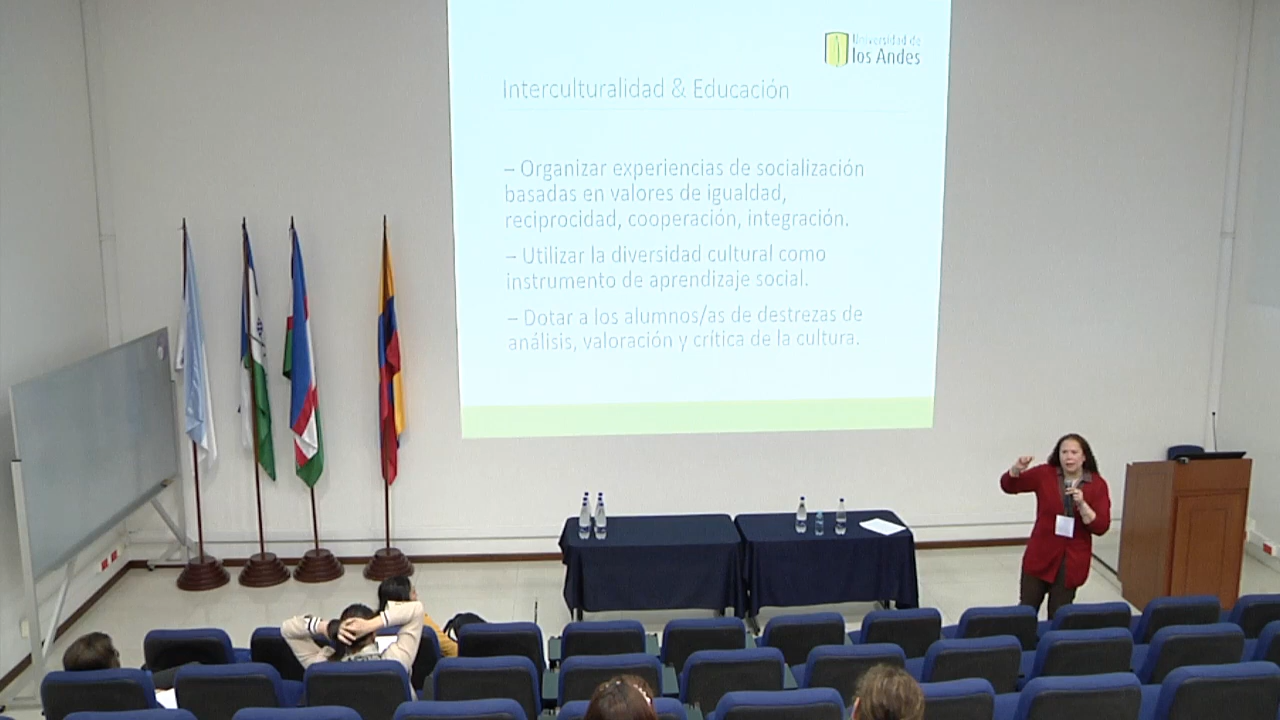 Universidad de
los Andes
Interculturalidad & Educación
– Organizar experiencias de socialización
basadas en valores de igualdad,
reciprocidad, cooperación, integración.
– Utilizar la diversidad cultural como
instrumento de aprendizaje social.
– Dotar a los alumnos/as de destrezas de
análisis, valoración y crítica de la cultura.